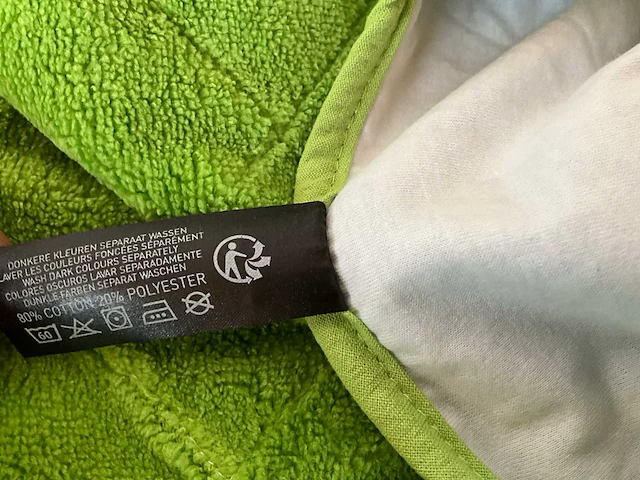 DONKERE KLEUREN SEPARAAT WASSEN
LAVER LES COULEURS FONCÉES SÉPARÉMENT
WASH DARK COLOURS SEPARATELY
COLORES OSCUROS LAVAR SEPARADAMENTE
DUNKLE FARBEN SEPARAT WASCHEN
80% COTTON 20% POLYESTER
60